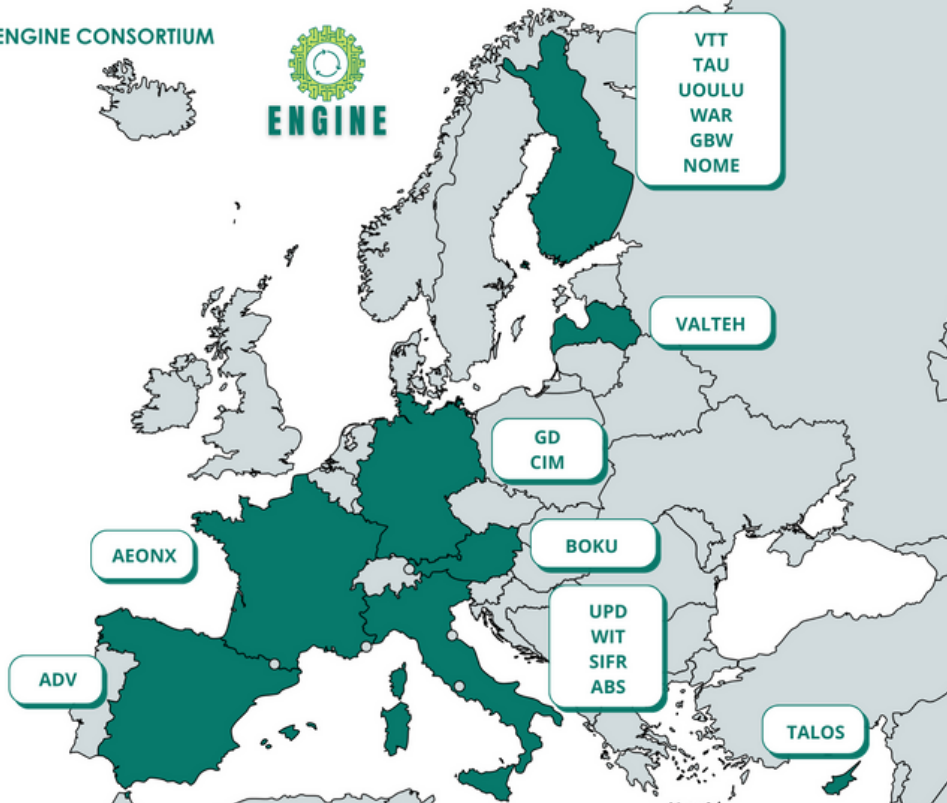 ENGINE CONSORTIUM
ENGINE
VTT
TAU
UOULU
WAR
GBW
NOME
VALTEH
GD
CIM
AEONX
BOKU
UPD
WIT
SIFR
ABS
ADV
TALOS